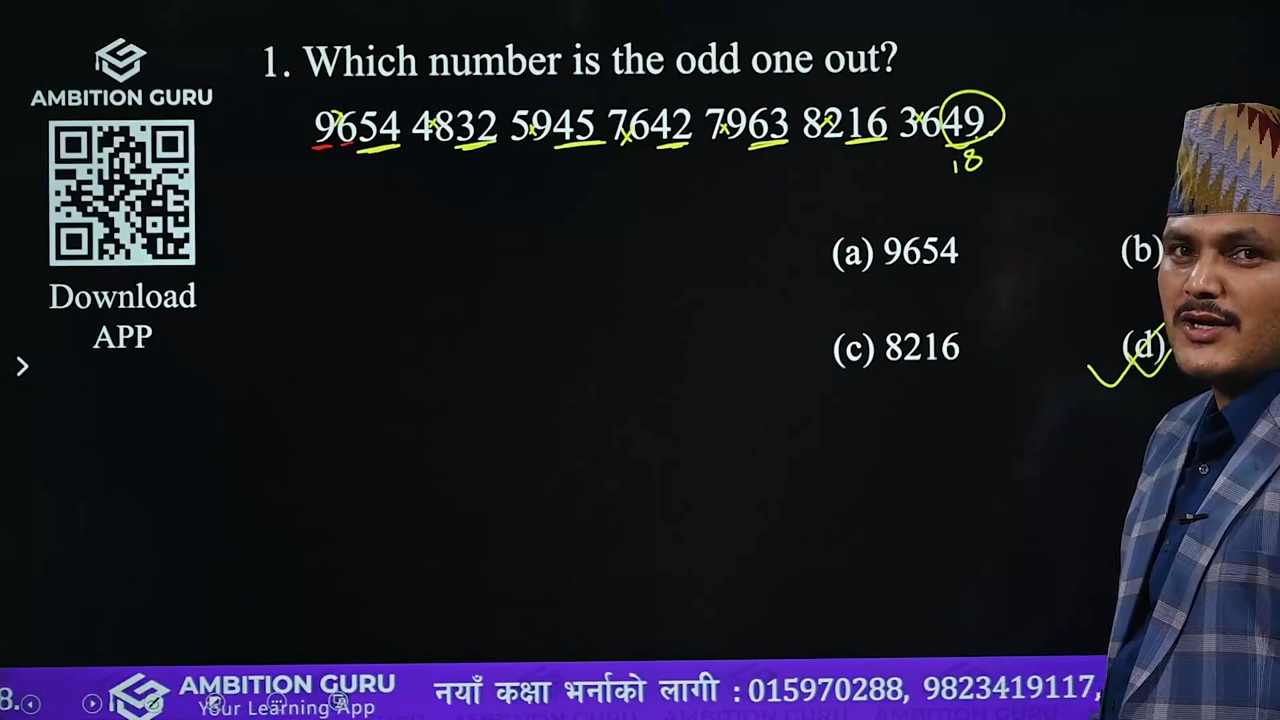 1. Which number is the odd one out?
AMBITION GURU
9654 4832 5945 7642 7963 8216 3649.
18
(a) 9654
(b)
Download
APP
(c) 8216
(d)
8.
AMBITION GURU
Your Learning App
नयाँ कक्षा भर्नाको लागी : 015970288, 9823419117,